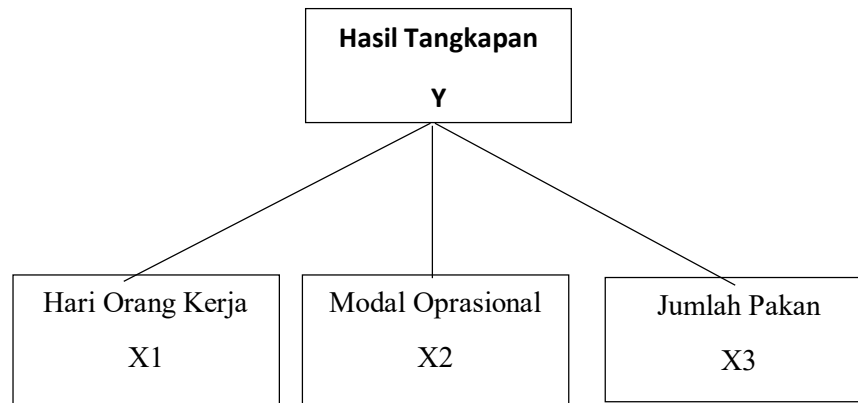 Hasil Tangkapan
Y
Hari Orang Kerja
X1
Modal Oprasional
X2
Jumlah Pakan
X3